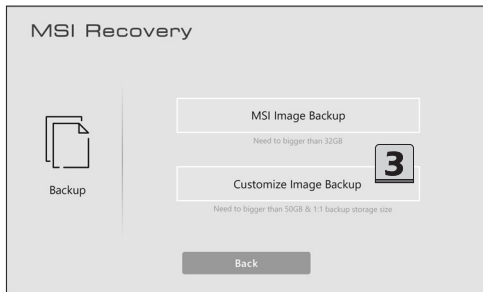 MSI Recovery
MSI Image Backup
Need to bigger than 32GB
3
Backup
Customize Image Backup
Need to bigger than 50GB & 1:1 backup storage size
Back